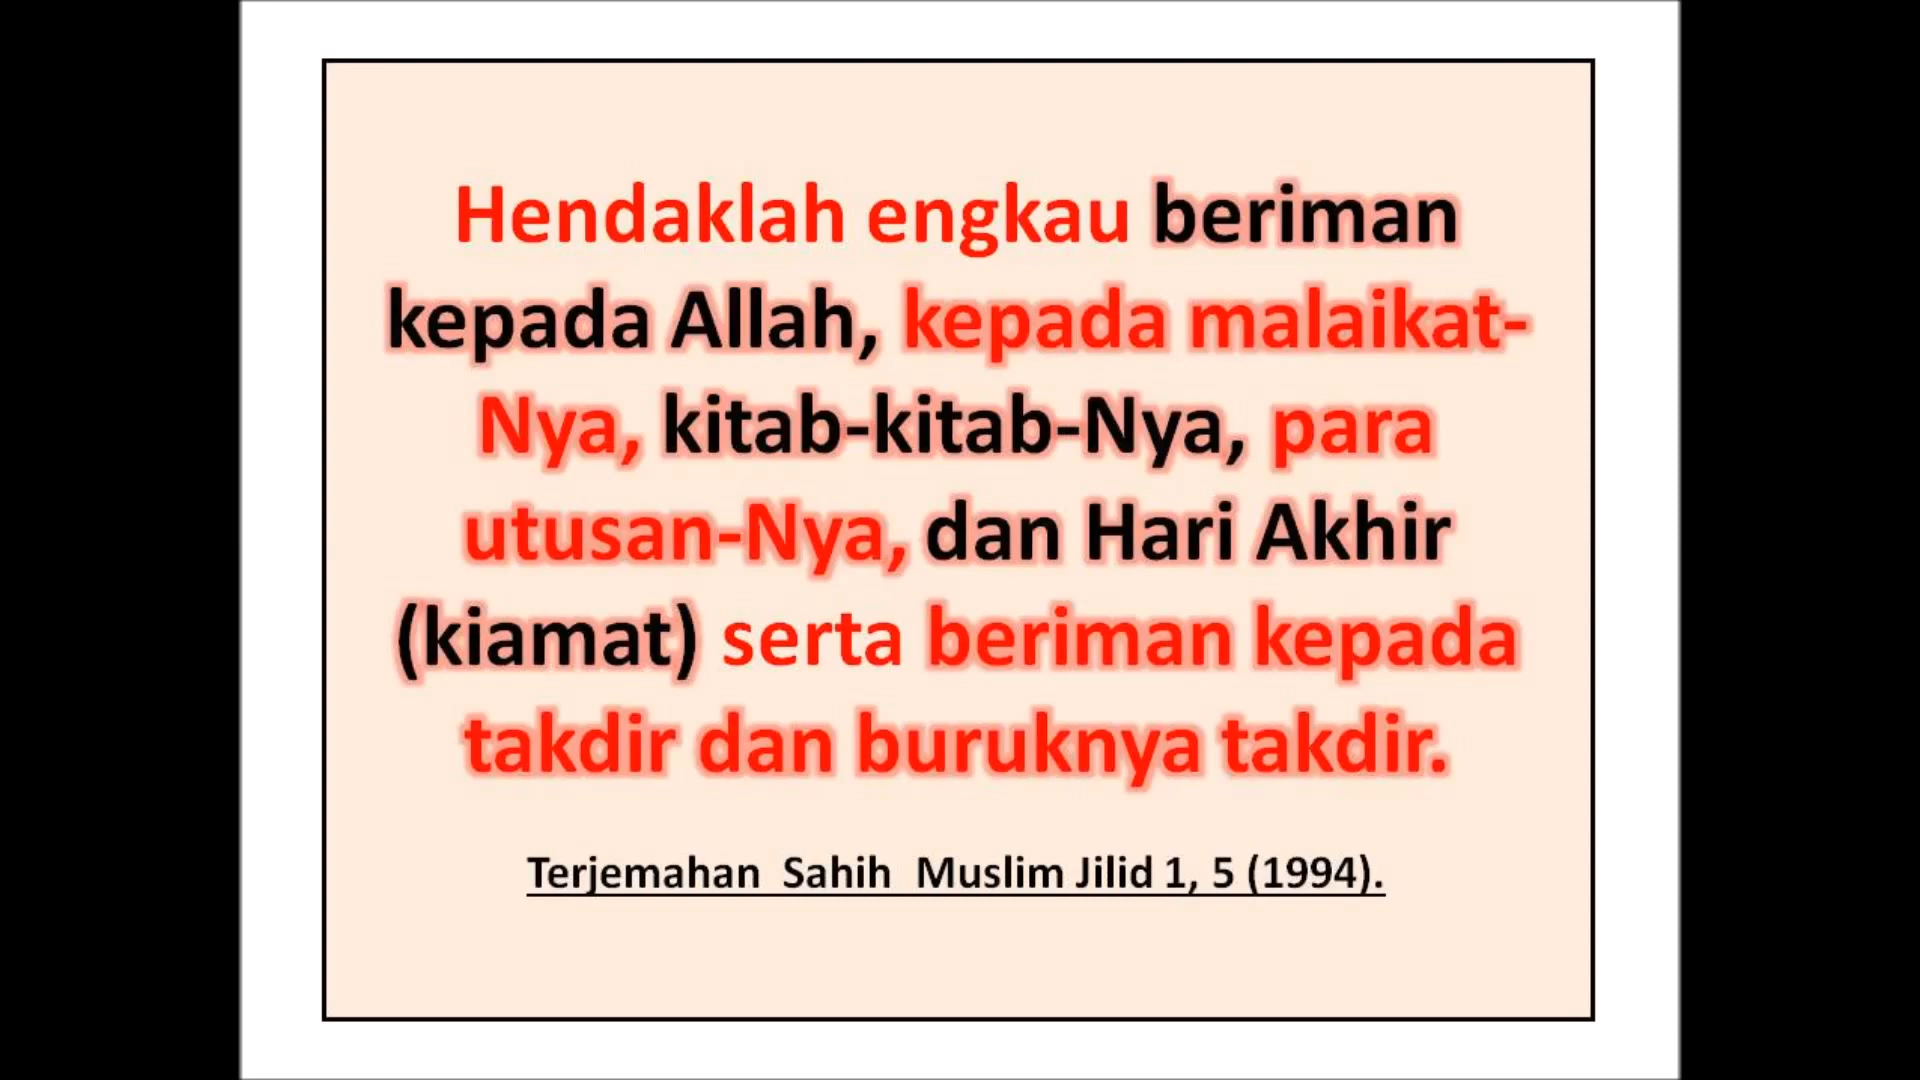 Hendaklah engkau beriman
kepada Allah, kepada malaikat-
Nya, kitab-kitab-Nya, para
utusan-Nya, dan Hari Akhir
(kiamat) serta beriman kepada
takdir dan buruknya takdir.
Terjemahan Sahih Muslim Jilid 1, 5 (1994).